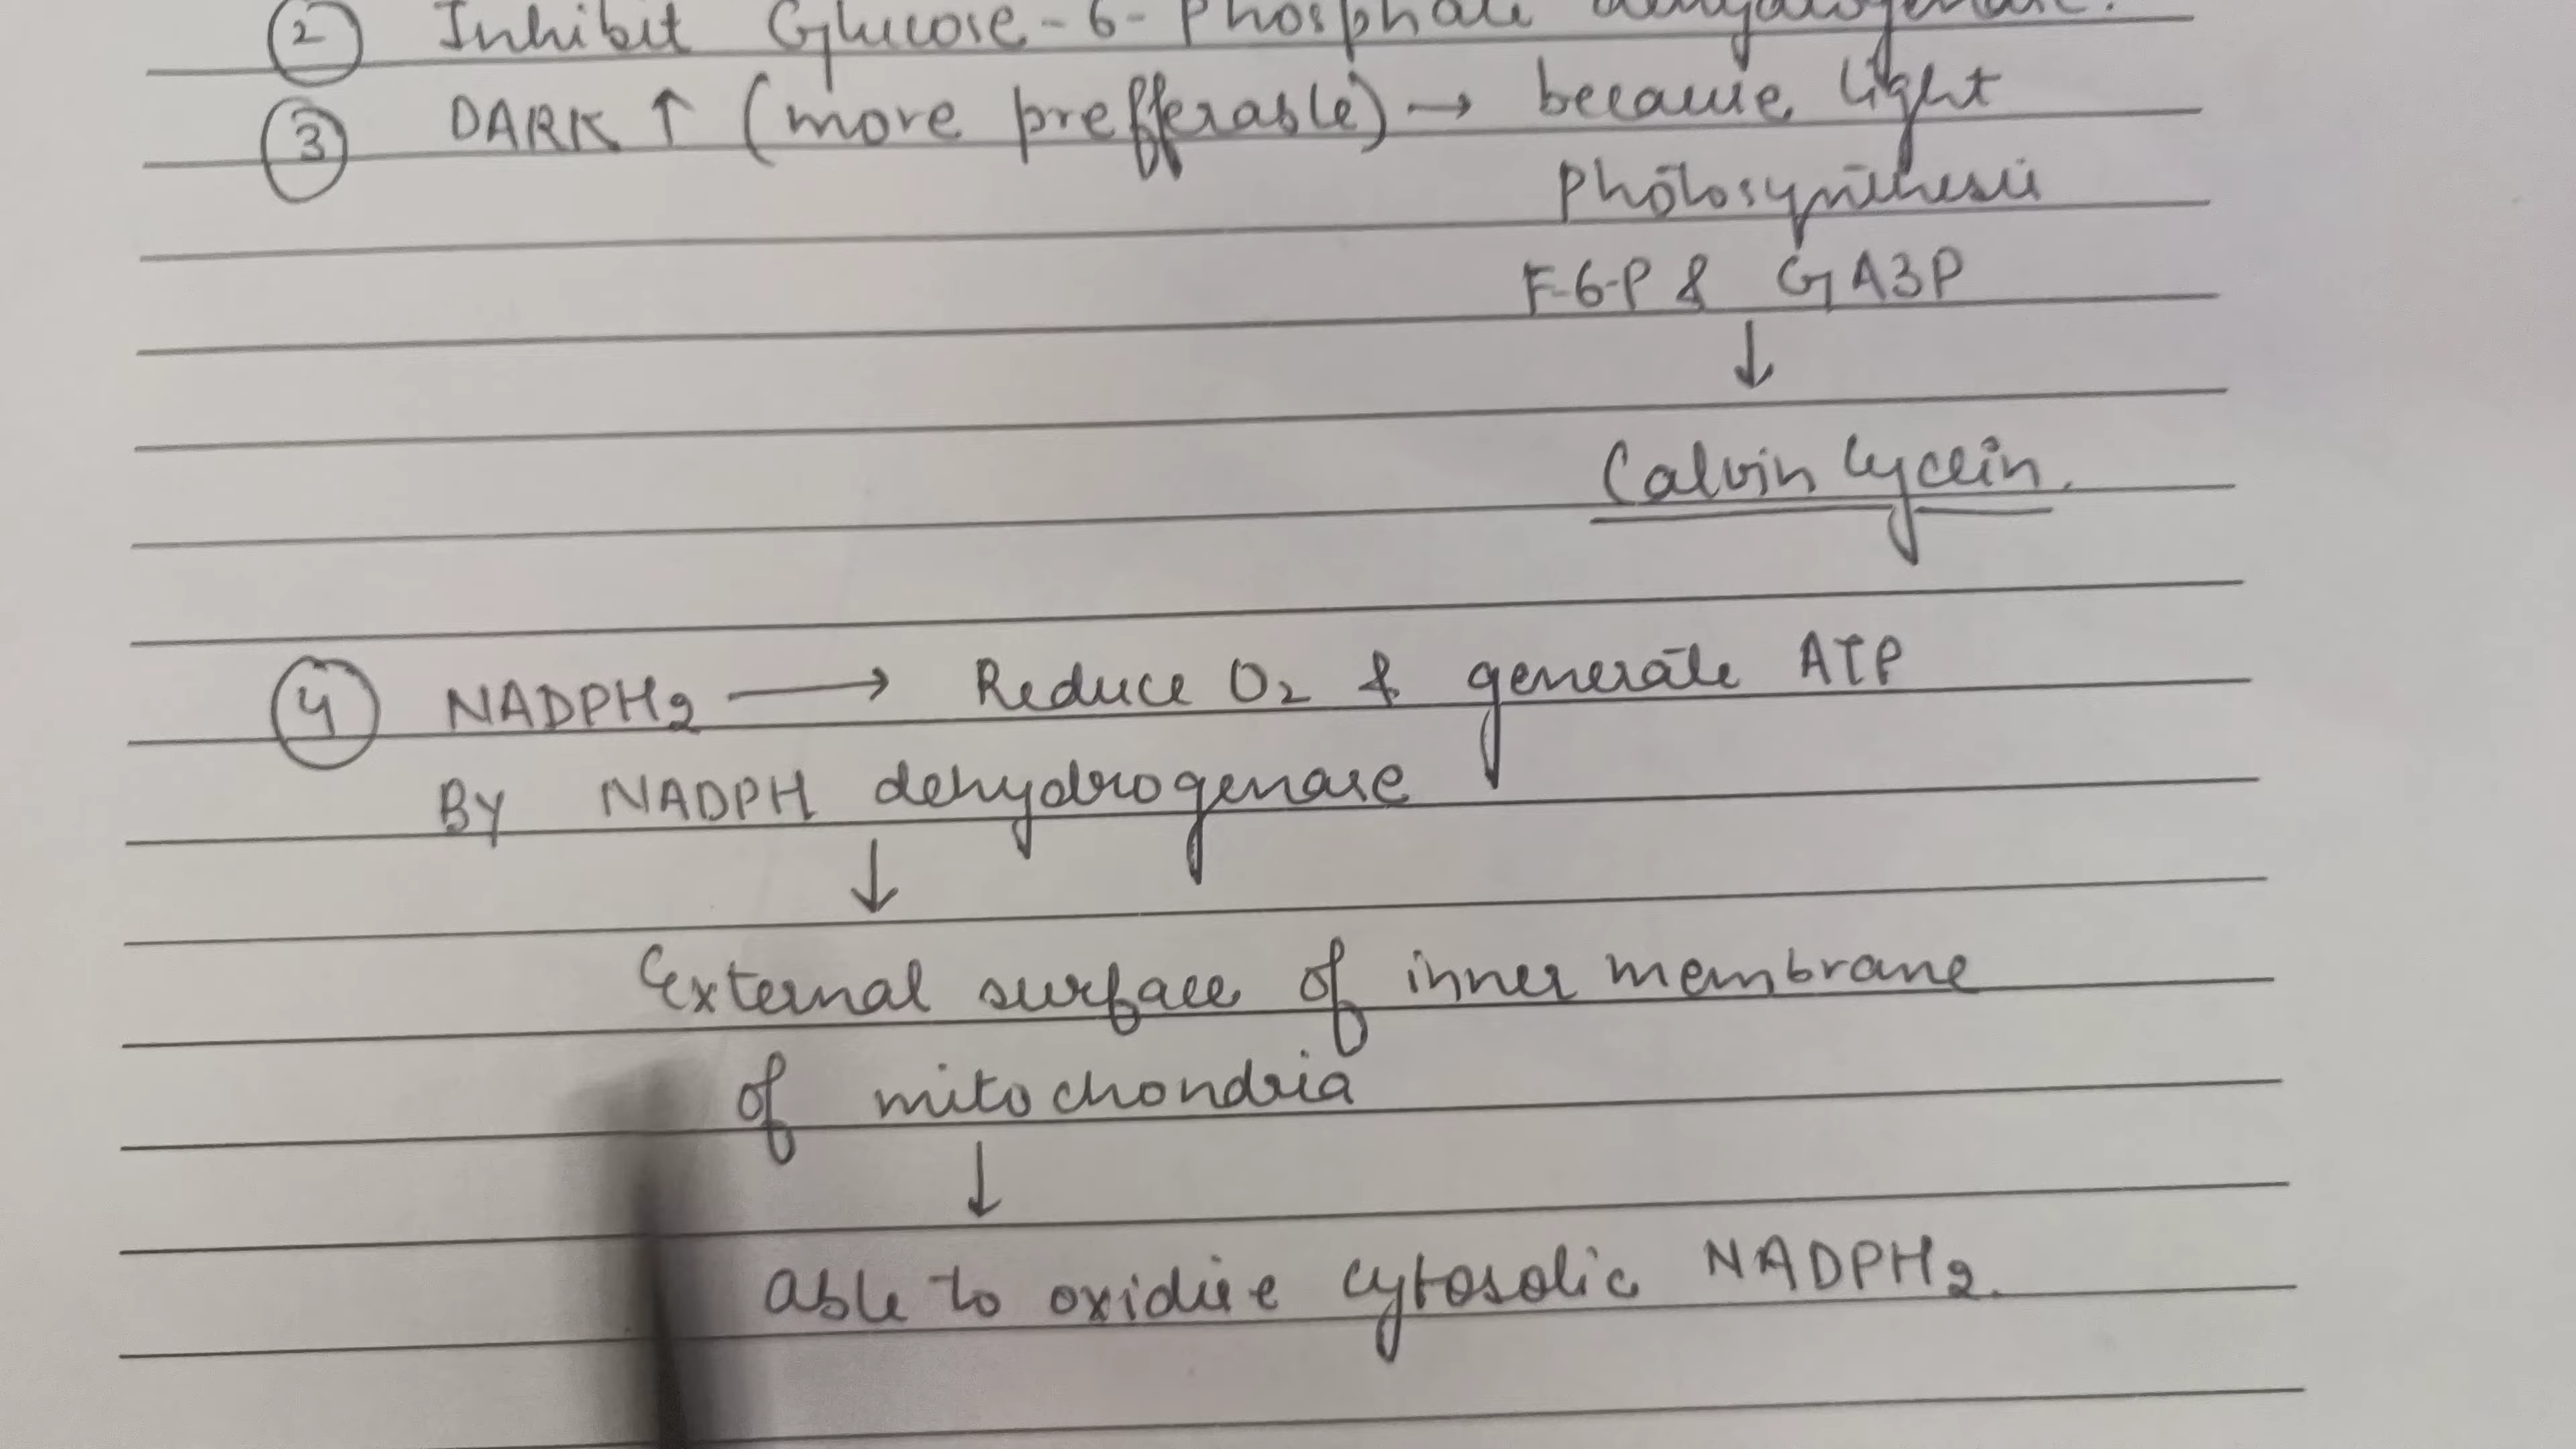 ② Inhibit Glucose-6-Phosphate dehydrogenase.
③ DARK ↑ (more prefferable) → because light
Photosynthesis
F-6-P & GA3P
↓
Calvin Cycle in.
④ NADPH2 → Reduce O2 & generate ATP
BY NADPH dehydrogenase
↓
External surface of inner membrane
of mitochondria
↓
able to oxidise cytosolic NADPH2.